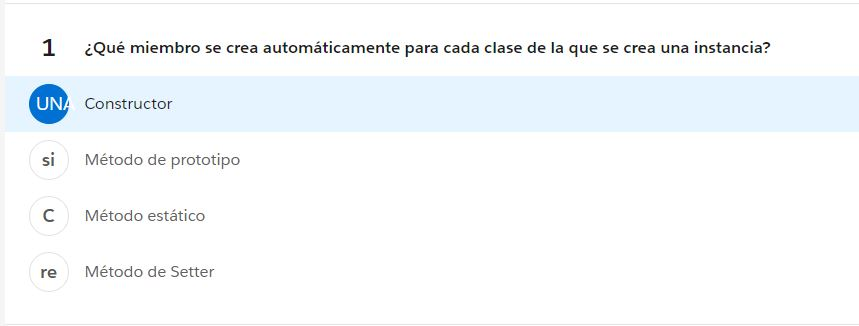 1 ¿Qué miembro se crea automáticamente para cada clase de la que se crea una instancia?
UNA Constructor
si Método de prototipo
C Método estático
re Método de Setter